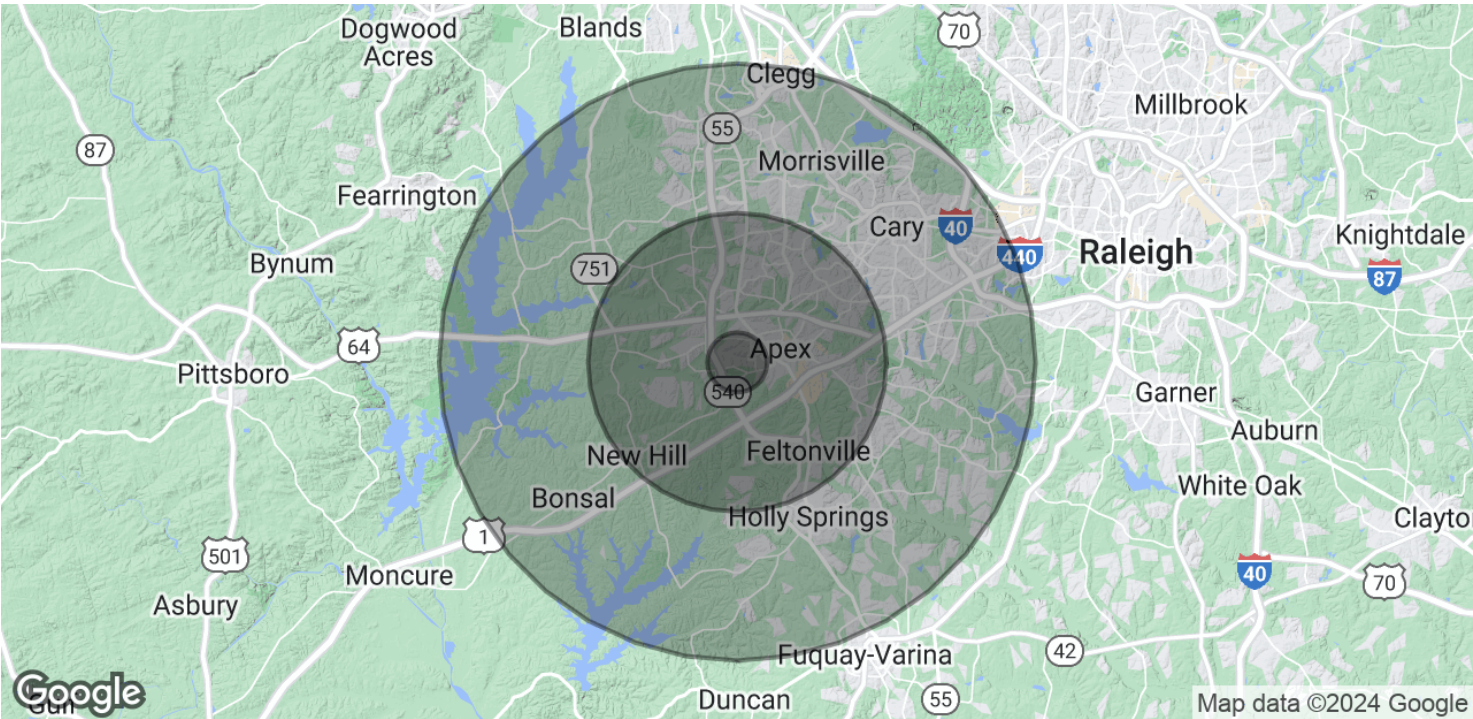 Dogwood
Acres
Blands
70
Clegg
Millbrook
87
55
Morrisville
Fearrington
Cary
40
440
Raleigh
Knightdale
Bynum
751
87
64
Apex
Pittsboro
540
Garner
Auburn
New Hill
Feltonville
White Oak
Bonsal
Holly Springs
Clayto
1
501
Moncure
40
70
Asbury
42
Fuquay-Varina
Google
Duncan
55
Map data ©2024 Google